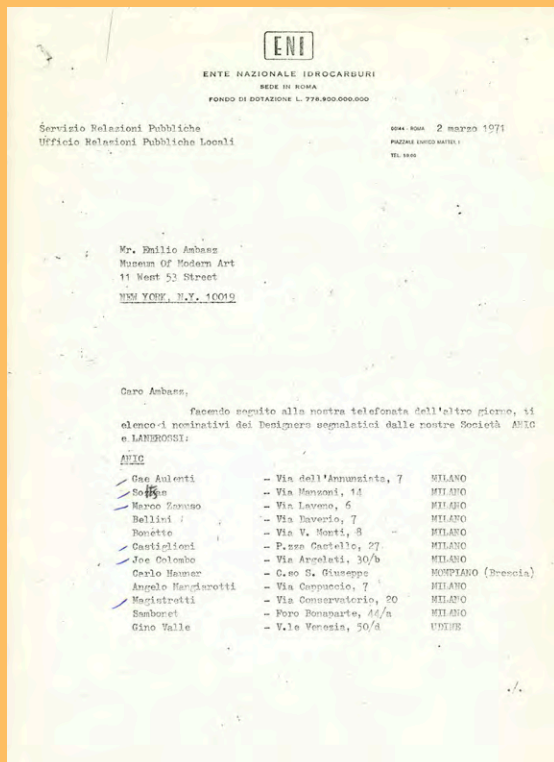 ENI
ENTE NAZIONALE IDROCARBURI
SEDE IN ROMA
FONDO DI DOTAZIONE L. 778.900.000.000
Servizio Relazioni Pubbliche
Ufficio Relazioni Pubbliche Locali
ROMA 2 marzo 1971
PIAZZALE ENRICO MATTEI, 1
TEL.
Mr. Emilio Ambasz
Museum Of Modern Art
11 West 53 Street
NEW YORK, N.Y. 10019
Caro Ambasz,
facendo seguito alla nostra telefonata dell'altro giorno, ti
elenco i nominativi dei Designers segnalatici dalle nostre Società ANIC
e LANEROSSI:
ANIC
Gae Aulenti - Via dell'Annunziata, 7 MILANO
Sottsas - Via Manzoni, 14 MILANO
Marco Zanuso - Via Laveno, 6 MILANO
Bellini - Via Daverio, 7 MILANO
Bonetto - Via V. Monti, 8 MILANO
Castiglioni - P.zza Castello, 27 MILANO
Joe Colombo - Via Argelati, 30/b MILANO
Carlo Hauner - C.so S. Giuseppe MOMPIANO (Brescia)
Angelo Mangiarotti - Via Cappuccio, 7 MILANO
Magistretti - Via Conservatorio, 20 MILANO
Sambonet - Foro Bonaparte, 44/a MILANO
Gino Valle - V.le Venezia, 50/d UDINE
./.